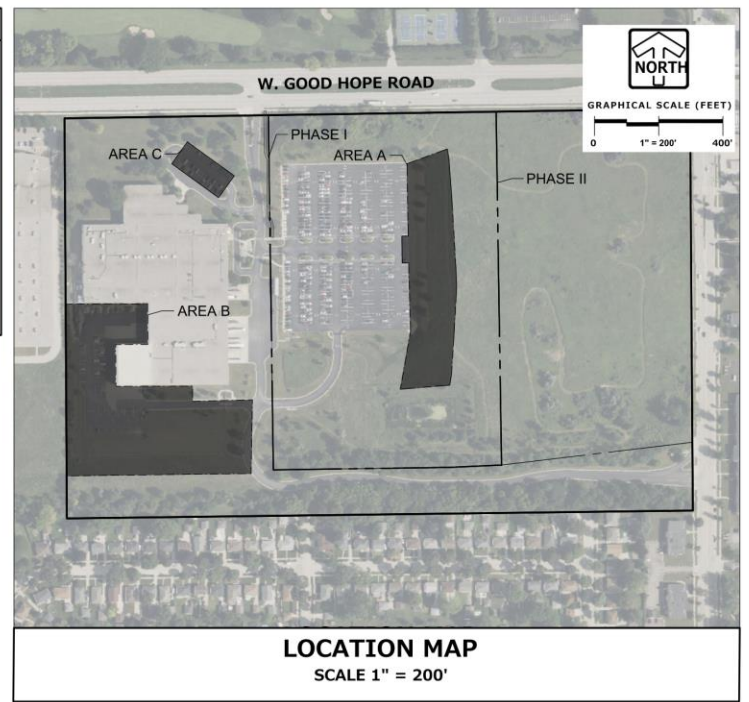 W. GOOD HOPE ROAD
NORTH
GRAPHICAL SCALE (FEET)
0 1" = 200' 400'
PHASE I
AREA C
AREA A
PHASE II
AREA B
LOCATION MAP
SCALE 1" = 200'